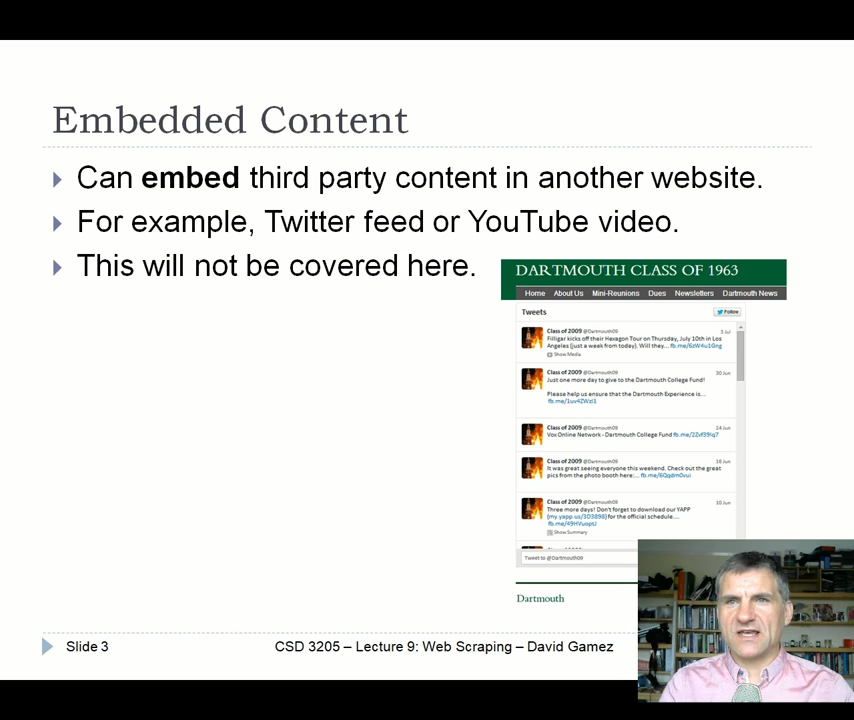 Embedded Content
Can embed third party content in another website.
For example, Twitter feed or YouTube video.
This will not be covered here.
DARTMOUTH CLASS OF 1963
Home About Us Mini-Reunions Dues Newsletters Dartmouth News
Tweets Follow
Class of 2009 @Dartmouth09 3 Jul
Filligar kicks off their Hexagon Tour on Thursday, July 10th in Los
Angeles (just a week from today). Will they... fb.me/6zW4u1Gng
Show Media
Class of 2009 @Dartmouth09 30 Jun
Just one more day to give to the Dartmouth College Fund!
Please help us ensure that the Dartmouth Experience is...
fb.me/1uv4ZWzl1
Class of 2009 @Dartmouth09 24 Jun
Vox Online Network - Dartmouth College Fund fb.me/2Zxf39Iq7
Class of 2009 @Dartmouth09 16 Jun
It was great seeing everyone this weekend. Check out the great
pics from the photo booth here:... fb.me/6Qqdm0vui
Class of 2009 @Dartmouth09 10 Jun
Three more days! Don't forget to download our YAPP
(my.yapp.us/3D3898) for the official schedule....
fb.me/49HVuoptJ
Show Summary
Tweet to @Dartmouth09
Dartmouth
Slide 3
CSD 3205 – Lecture 9: Web Scraping – David Gamez